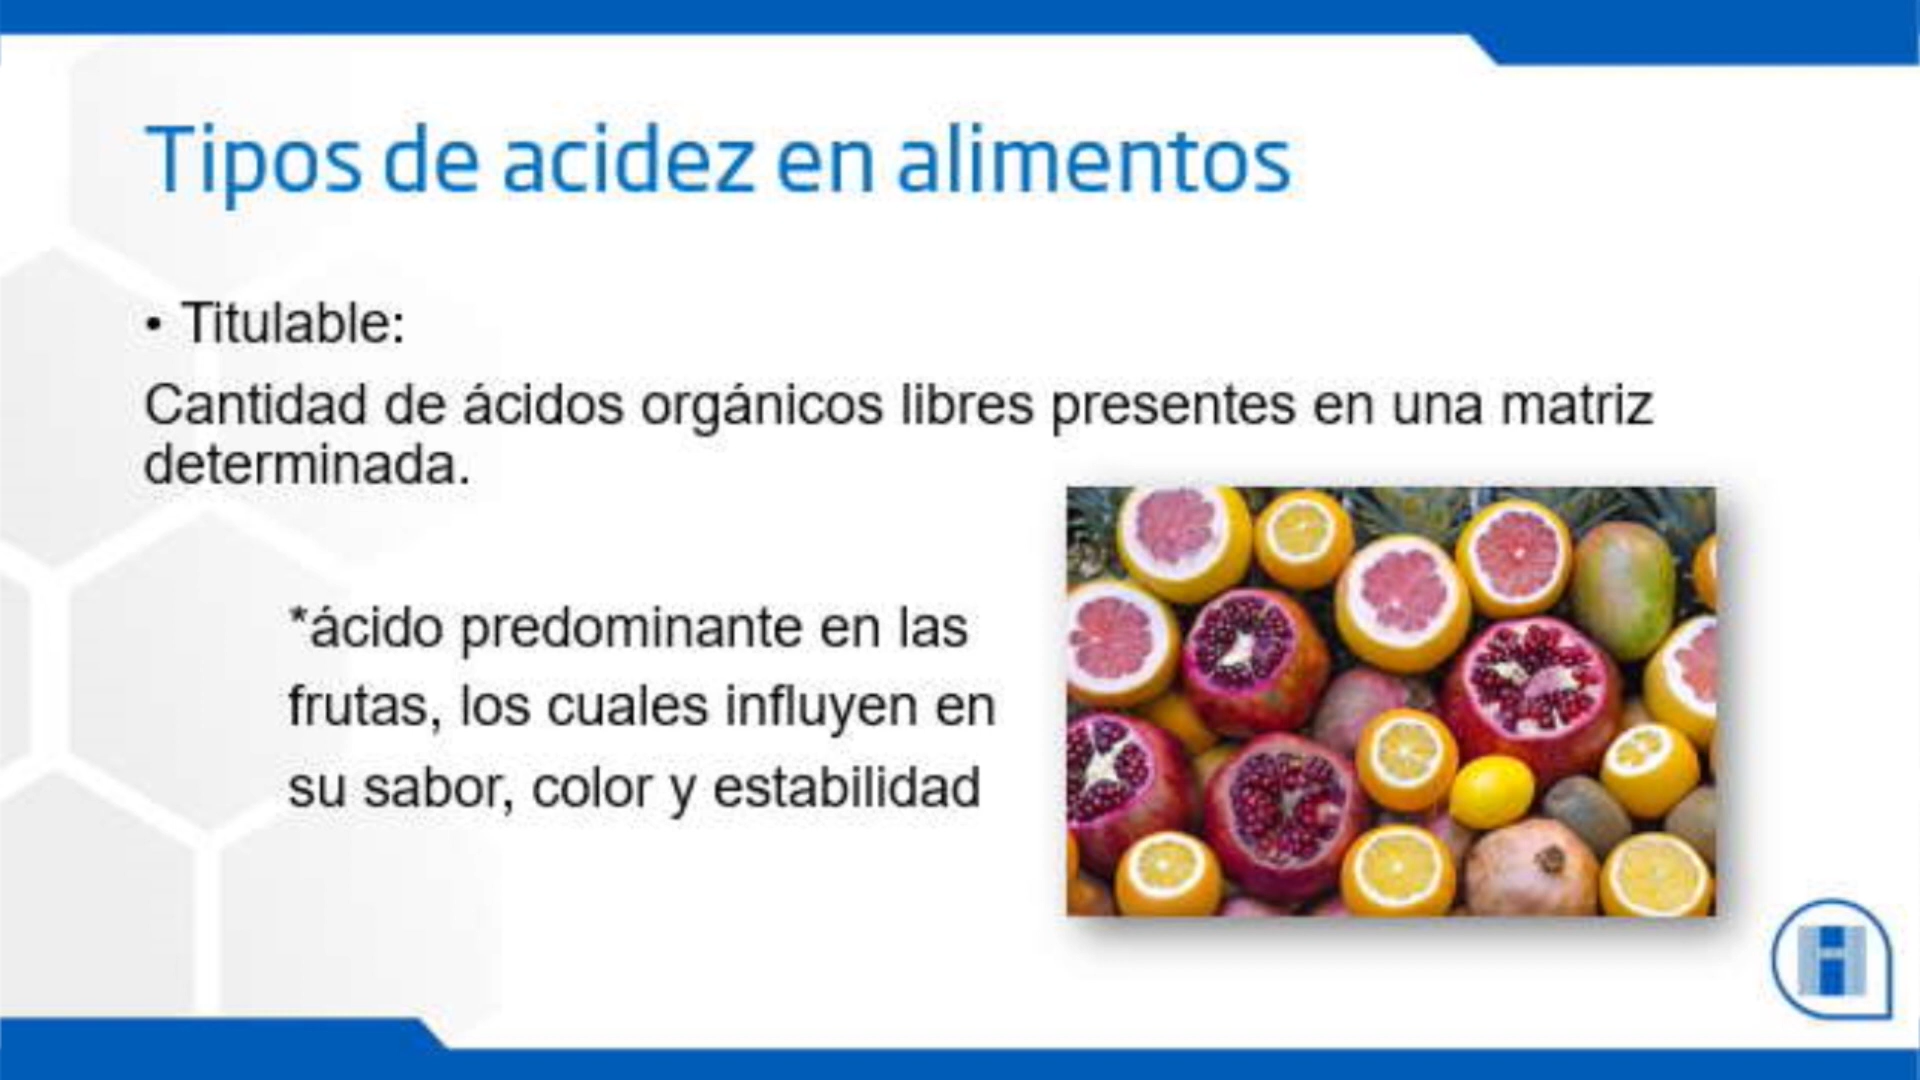 Tipos de acidez en alimentos
• Titulable:
Cantidad de ácidos orgánicos libres presentes en una matriz
determinada.
*ácido predominante en las
frutas, los cuales influyen en
su sabor, color y estabilidad